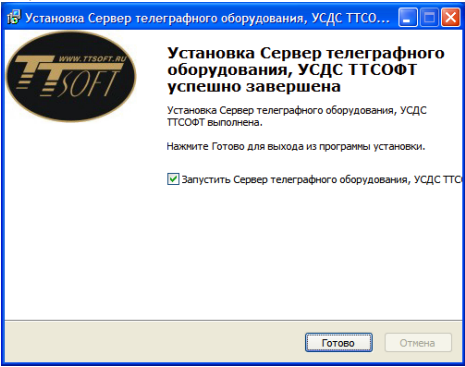 Установка Сервер телеграфного оборудования, УСДС ТТСО...
WWW.TTSOFT.RU
TTSOFT
Установка Сервер телеграфного
оборудования, УСДС ТТСОФТ
успешно завершена
Установка Сервер телеграфного оборудования, УСДС
ТТСОФТ выполнена.
Нажмите Готово для выхода из программы установки.
Запустить Сервер телеграфного оборудования, УСДС ТТСО
Готово
Отмена